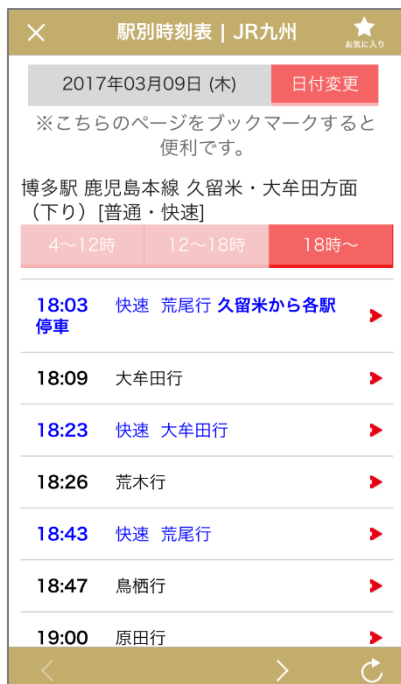 駅別時刻表 | JR九州
お気に入り
2017年03月09日 (木)
日付変更
※こちらのページをブックマークすると
便利です。
博多駅 鹿児島本線 久留米・大牟田方面
（下り）[普通・快速]
4〜12時
12〜18時
18時〜
18:03 快速 荒尾行 久留米から各駅
停車
18:09 大牟田行
18:23 快速 大牟田行
18:26 荒木行
18:43 快速 荒尾行
18:47 鳥栖行
19:00 原田行